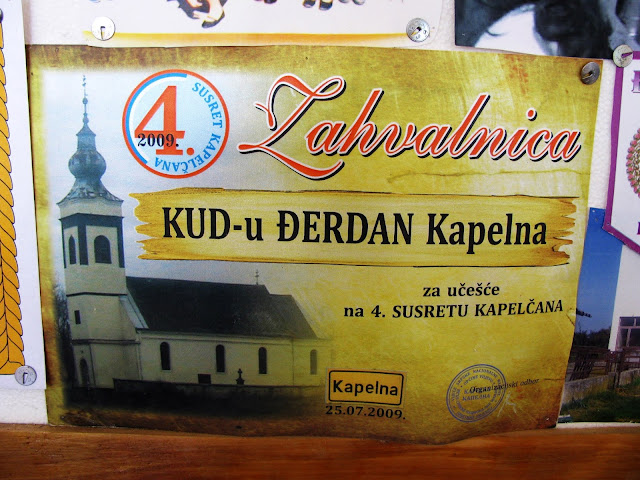 4.
2009.
SUSRET KAPELČANA
Zahvalnica
KUD-u ĐERDAN Kapelna
za učešće
na 4. SUSRETU KAPELČANA
Kapelna
25.07.2009.
Organizacijski odbor